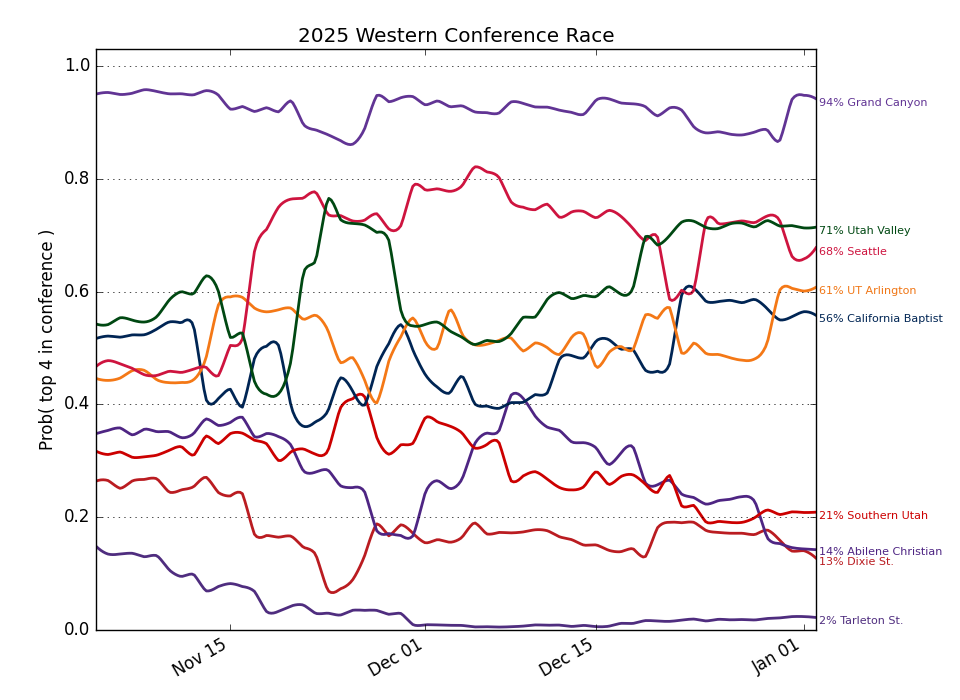 2025 Western Conference Race
Prob( top 4 in conference )
1.0
0.8
0.6
0.4
0.2
0.0
Nov 15
Dec 01
Dec 15
Jan 01
94% Grand Canyon
71% Utah Valley
68% Seattle
61% UT Arlington
56% California Baptist
21% Southern Utah
14% Abilene Christian
13% Dixie St.
2% Tarleton St.